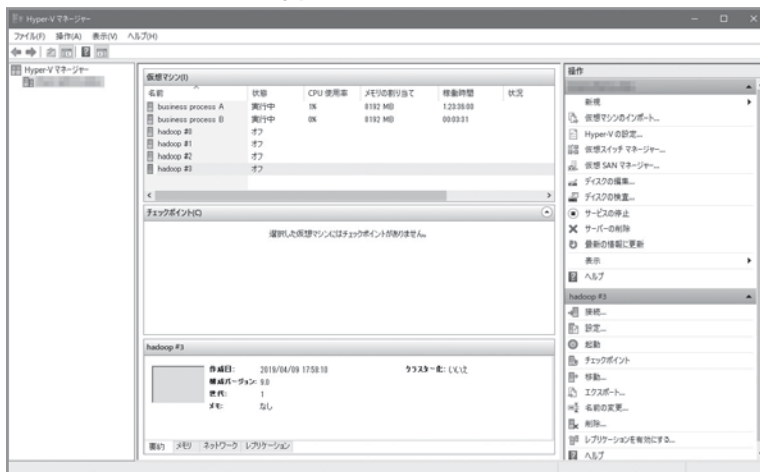 Hyper-V マネージャー
ファイル(F) 操作(A) 表示(V) ヘルプ(H)
Hyper-V マネージャー
仮想マシン(I)
名前 状態 CPU 使用率 メモリの割り当て 稼働時間 状況
business process A 実行中 1% 8192 MB 1.23:35:00
business process B 実行中 0% 8192 MB 00:03:31
hadoop #0 オフ
hadoop #1 オフ
hadoop #2 オフ
hadoop #3 オフ
チェックポイント(C)
選択した仮想マシンにはチェックポイントがありません。
hadoop #3
作成日: 2019/04/09 17:58:10 クラスター化: いいえ
構成バージョン: 9.0
世代: 1
メモ: なし
要約 メモリ ネットワーク レプリケーション
操作
新規
仮想マシンのインポート...
Hyper-V の設定...
仮想スイッチ マネージャー...
仮想 SAN マネージャー...
ディスクの編集...
ディスクの検査...
サービスの停止
サーバーの削除
最新の情報に更新
表示
ヘルプ
hadoop #3
接続...
設定...
起動
チェックポイント
移動...
エクスポート...
名前の変更...
削除...
レプリケーションを有効にする...
ヘルプ